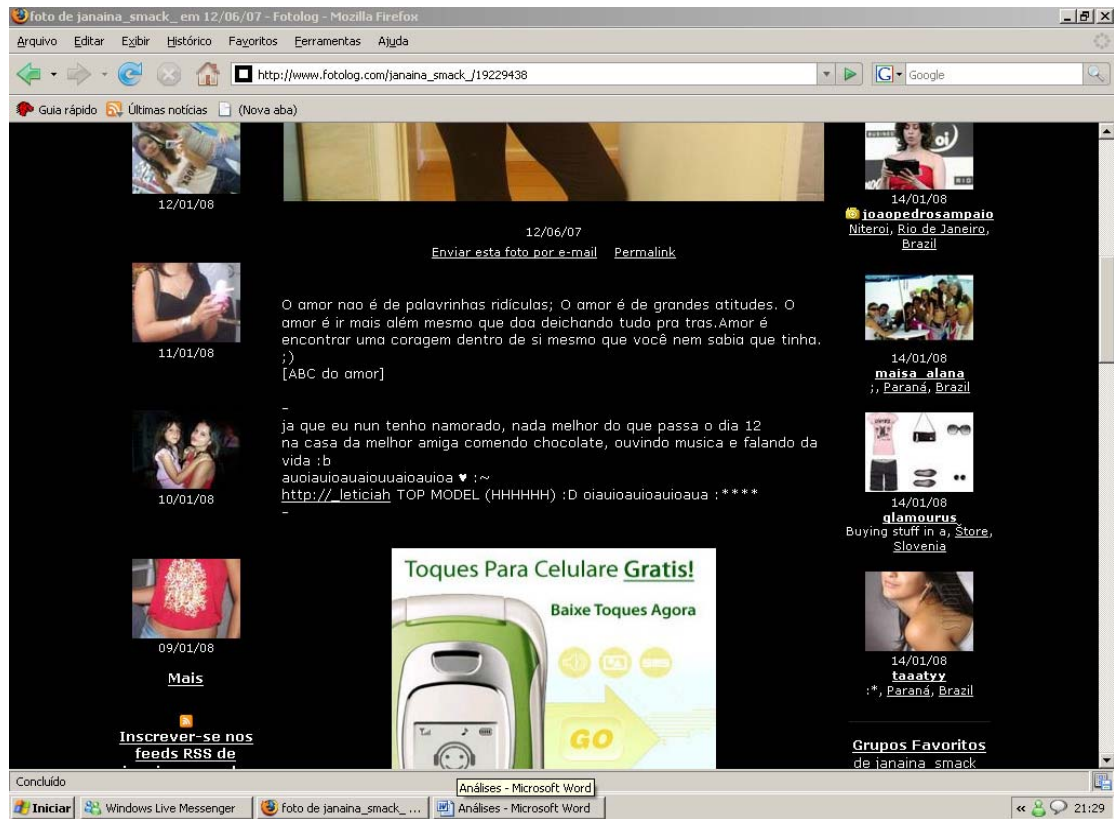 foto de janaina_smack_ em 12/06/07 - Fotolog - Mozilla Firefox
Arquivo Editar Exibir Histórico Favoritos Ferramentas Ajuda
http://www.fotolog.com/janaina_smack_/19229438
Google
Guia rápido Últimas notícias (Nova aba)
12/01/08
11/01/08
10/01/08
09/01/08
Mais
Inscrever-se nos
feeds RSS de
12/06/07
Enviar esta foto por e-mail Permalink
O amor nao é de palavrinhas ridículas; O amor é de grandes atitudes. O
amor é ir mais além mesmo que doa deichando tudo pra tras.Amor é
encontrar uma coragem dentro de si mesmo que você nem sabia que tinha.
;)
[ABC do amor]
-
ja que eu nun tenho namorado, nada melhor do que passa o dia 12
na casa da melhor amiga comendo chocolate, ouvindo musica e falando da
vida :b
auoiauioauaiouuaioauioa ♥ :~
http://_leticiah TOP MODEL (HHHHHH) :D oiauioauioauioaua :****
-
Toques Para Celulare Gratis!
Baixe Toques Agora
GO
oi)
14/01/08
joaopedrosampaio
Niteroi, Rio de Janeiro,
Brazil
14/01/08
maisa_alana
;, Paraná, Brazil
14/01/08
glamourus
Buying stuff in a, Štore,
Slovenia
14/01/08
taaatyy
:*, Paraná, Brazil
Grupos Favoritos
de janaina_smack
Concluído
Análises - Microsoft Word
Iniciar Windows Live Messenger foto de janaina_smack_ ... Análises - Microsoft Word 21:29